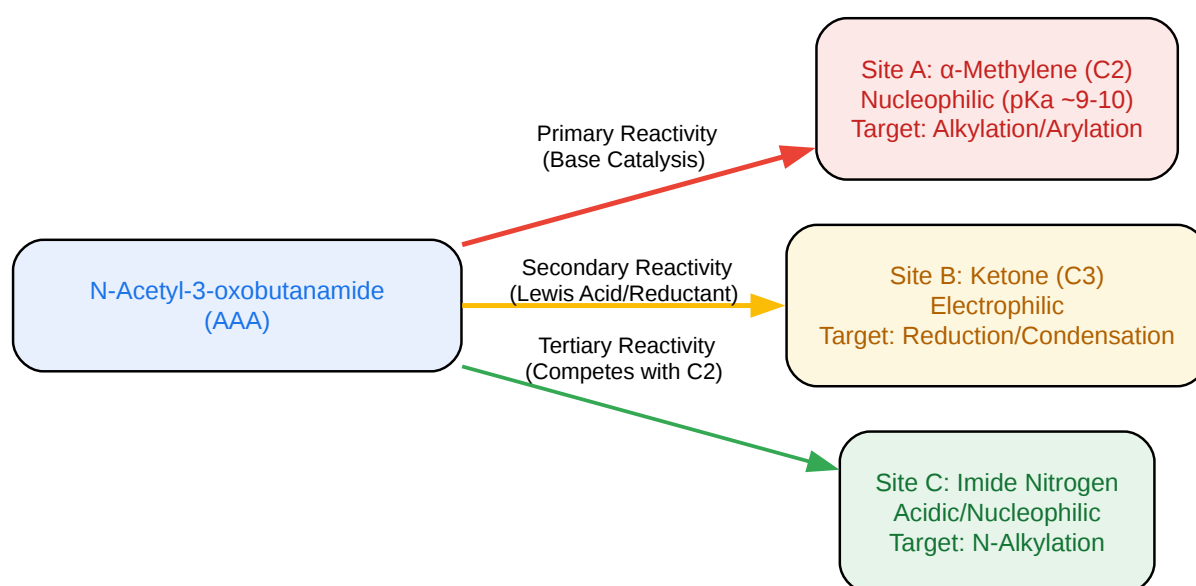 N-Acetyl-3-oxobutanamide
(AAA)
Primary Reactivity
(Base Catalysis)
Site A: α-Methylene (C2)
Nucleophilic (pKa ~9-10)
Target: Alkylation/Arylation
Secondary Reactivity
(Lewis Acid/Reductant)
Site B: Ketone (C3)
Electrophilic
Target: Reduction/Condensation
Tertiary Reactivity
(Competes with C2)
Site C: Imide Nitrogen
Acidic/Nucleophilic
Target: N-Alkylation